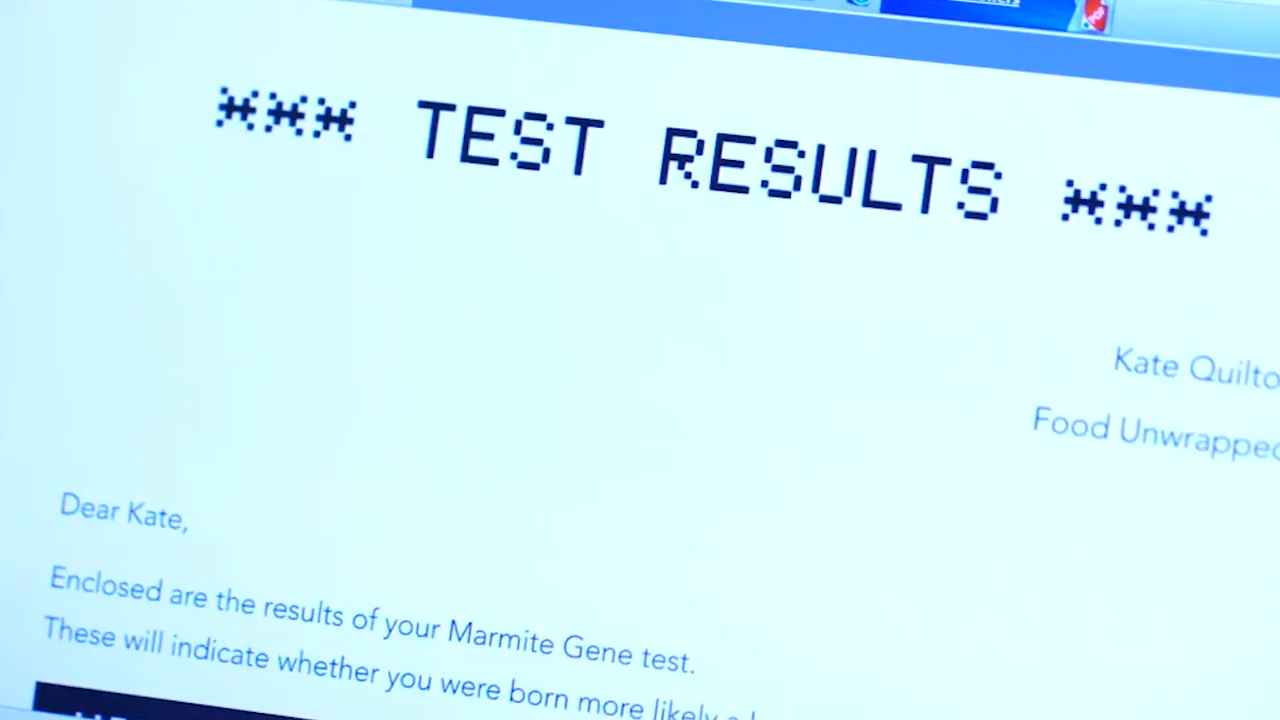 *** TEST RESULTS ***
Kate Quilto
Food Unwrapped
Dear Kate,
Enclosed are the results of your Marmite Gene test.
These will indicate whether you were born more likely